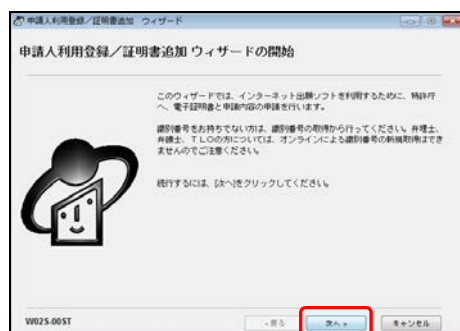 申請人利用登録／証明書追加 ウィザード
申請人利用登録／証明書追加 ウィザードの開始
このウィザードでは、インターネット出願ソフトを利用するために、特許庁
へ、電子証明書と申請内容の申請を行います。
識別番号をお持ちでない方は、識別番号の取得から行ってください。弁理士、
弁護士、TLOの方については、オンラインによる識別番号の新規取得はでき
ませんのでご注意ください。
続行するには、[次へ]をクリックしてください。
W02S-00ST
<戻る
次へ>
キャンセル